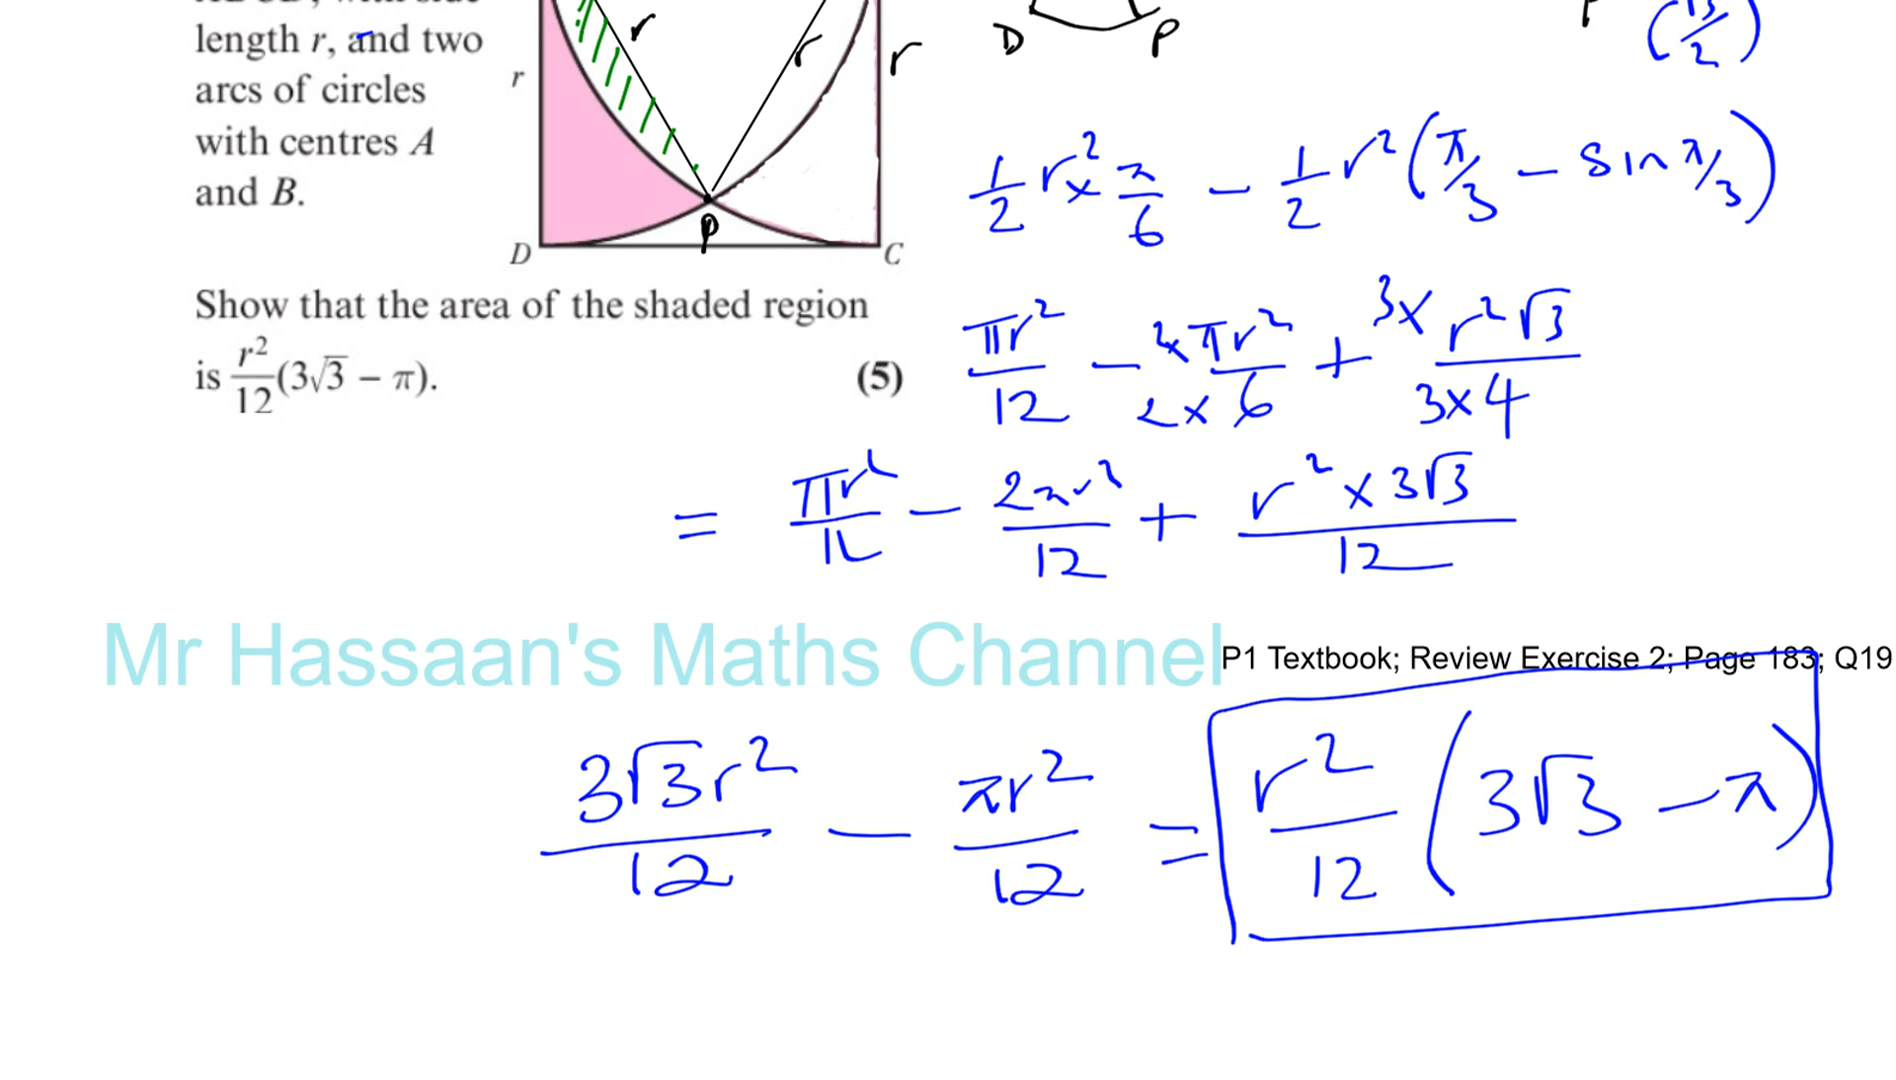 length r, and two
arcs of circles
with centres A
and B.
r
r
r
r
D
P
C
D
P
(√3/2)
Show that the area of the shaded region
is r²/12(3√3 − π).
(5)
1/2 r² × π/6 − 1/2 r² (π/3 − sin π/3)
πr²/12 − 2×πr²/2×6 + 3× r²√3/3×4
= πr²/12 − 2πr²/12 + r² × 3√3/12
Mr Hassaan's Maths Channel
P1 Textbook; Review Exercise 2; Page 183; Q19
3√3r²/12 − πr²/12 = r²/12 (3√3 − π)